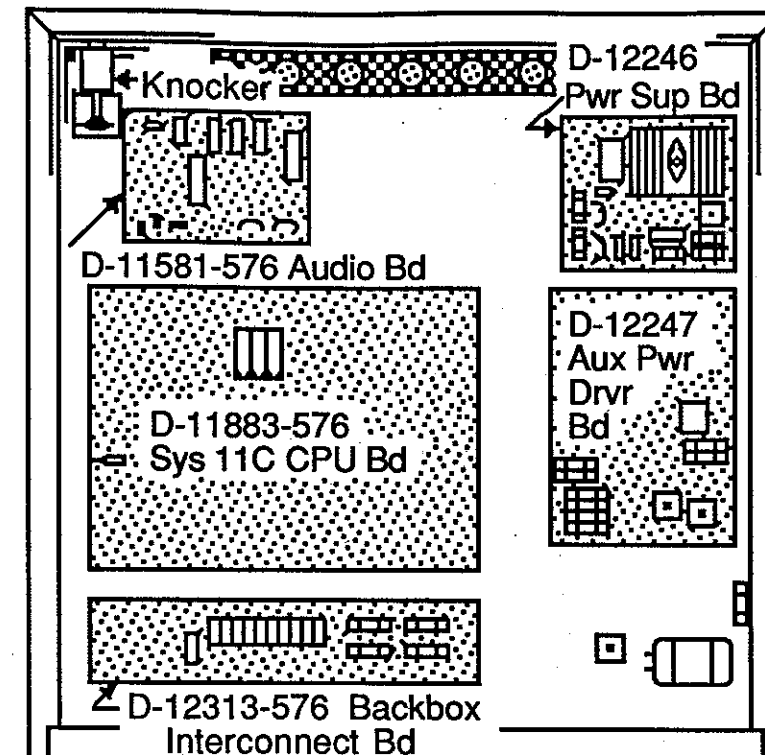 Knocker
D-12246
Pwr Sup Bd
D-11581-576 Audio Bd
D-11883-576
Sys 11C CPU Bd
D-12247
Aux Pwr
Drvr
Bd
D-12313-576 Backbox
Interconnect Bd